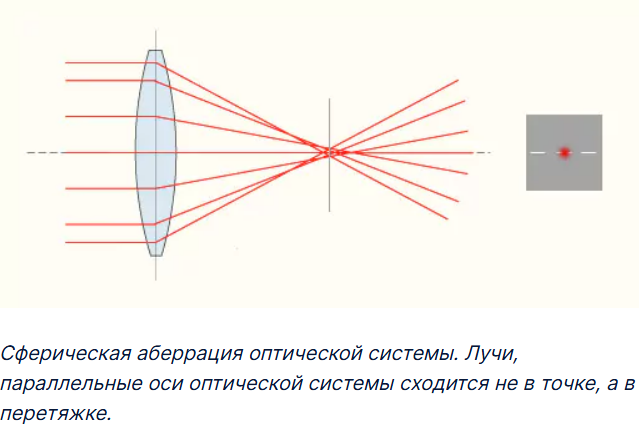 Сферическая аберрация оптической системы. Лучи,
параллельные оси оптической системы сходится не в точке, а в
перетяжке.